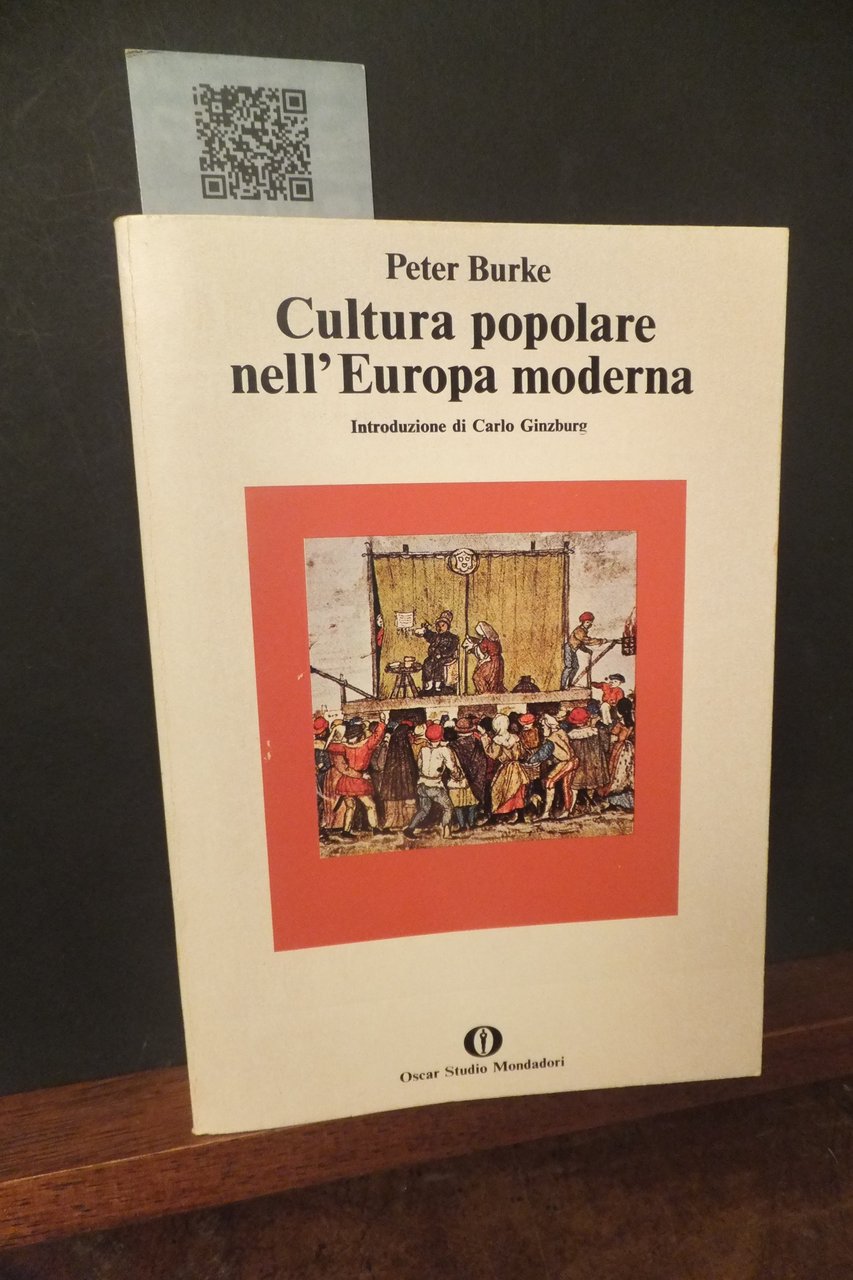 Peter Burke
Cultura popolare
nell'Europa moderna
Introduzione di Carlo Ginzburg
Oscar Studio Mondadori